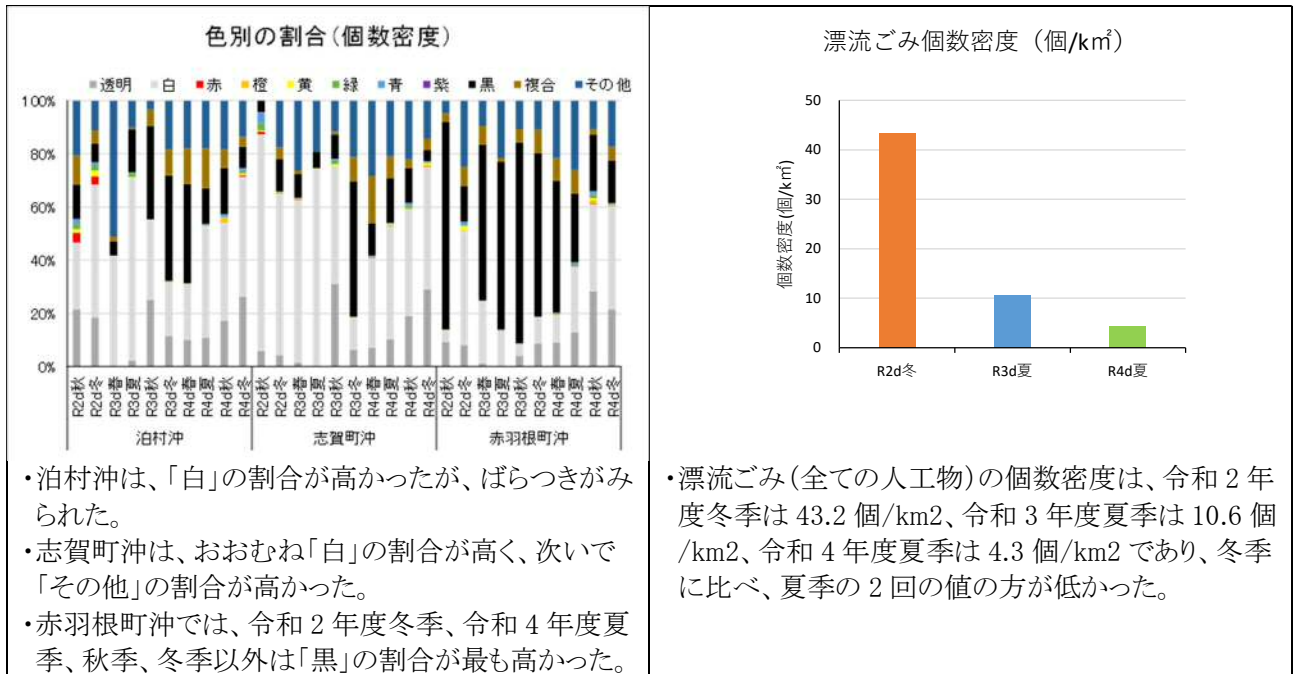 色別の割合(個数密度)
透明 白 赤 橙 黄 緑 青 紫 黒 複合 その他
100%
80%
60%
40%
20%
0%
R2d秋 R2d冬 R3d春 R3d夏 R3d秋 R3d冬 R4d春 R4d夏 R4d秋 R4d冬 R2d秋 R2d冬 R3d春 R3d夏 R3d秋 R3d冬 R4d春 R4d夏 R4d秋 R4d冬 R2d秋 R2d冬 R3d春 R3d夏 R3d秋 R3d冬 R4d春 R4d夏 R4d秋 R4d冬
泊村沖 志賀町沖 赤羽根町沖
・泊村沖は、「白」の割合が高かったが、ばらつきがみ
られた。
・志賀町沖は、おおむね「白」の割合が高く、次いで
「その他」の割合が高かった。
・赤羽根町沖では、令和 2 年度冬季、令和 4 年度夏
季、秋季、冬季以外は「黒」の割合が最も高かった。
漂流ごみ個数密度（個/k㎡）
個数密度(個/k㎡)
50
40
30
20
10
0
R2d冬 R3d夏 R4d夏
・漂流ごみ(全ての人工物)の個数密度は、令和 2 年
度冬季は 43.2 個/km2、令和 3 年度夏季は 10.6 個
/km2、令和 4 年度夏季は 4.3 個/km2 であり、冬季
に比べ、夏季の 2 回の値の方が低かった。